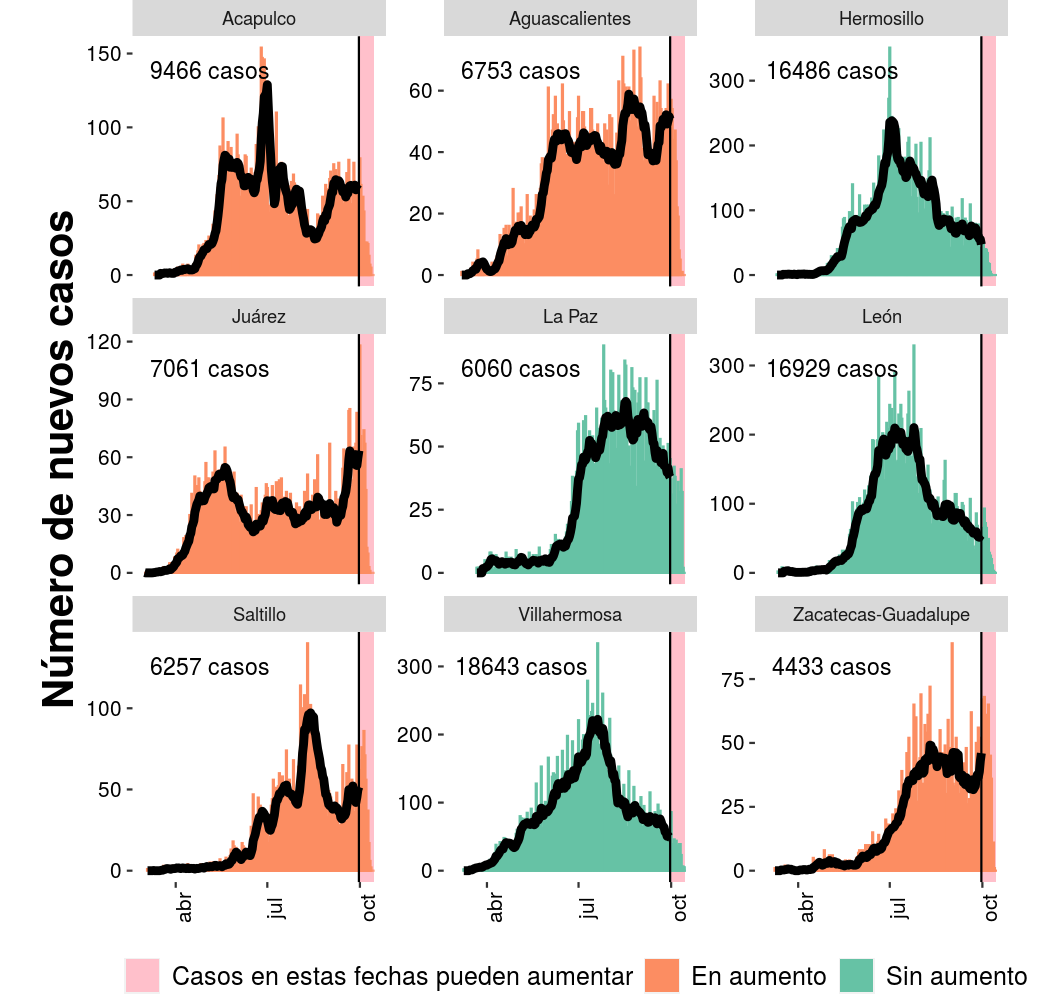 Número de nuevos casos
Acapulco
9466 casos
150
100
50
0
Aguascalientes
6753 casos
60
40
20
0
Hermosillo
16486 casos
300
200
100
0
Juárez
7061 casos
120
90
60
30
0
La Paz
6060 casos
75
50
25
0
León
16929 casos
300
200
100
0
Saltillo
6257 casos
100
50
0
abr jul oct
Villahermosa
18643 casos
300
200
100
0
abr jul oct
Zacatecas-Guadalupe
4433 casos
75
50
25
0
abr jul oct
Casos en estas fechas pueden aumentar En aumento Sin aumento